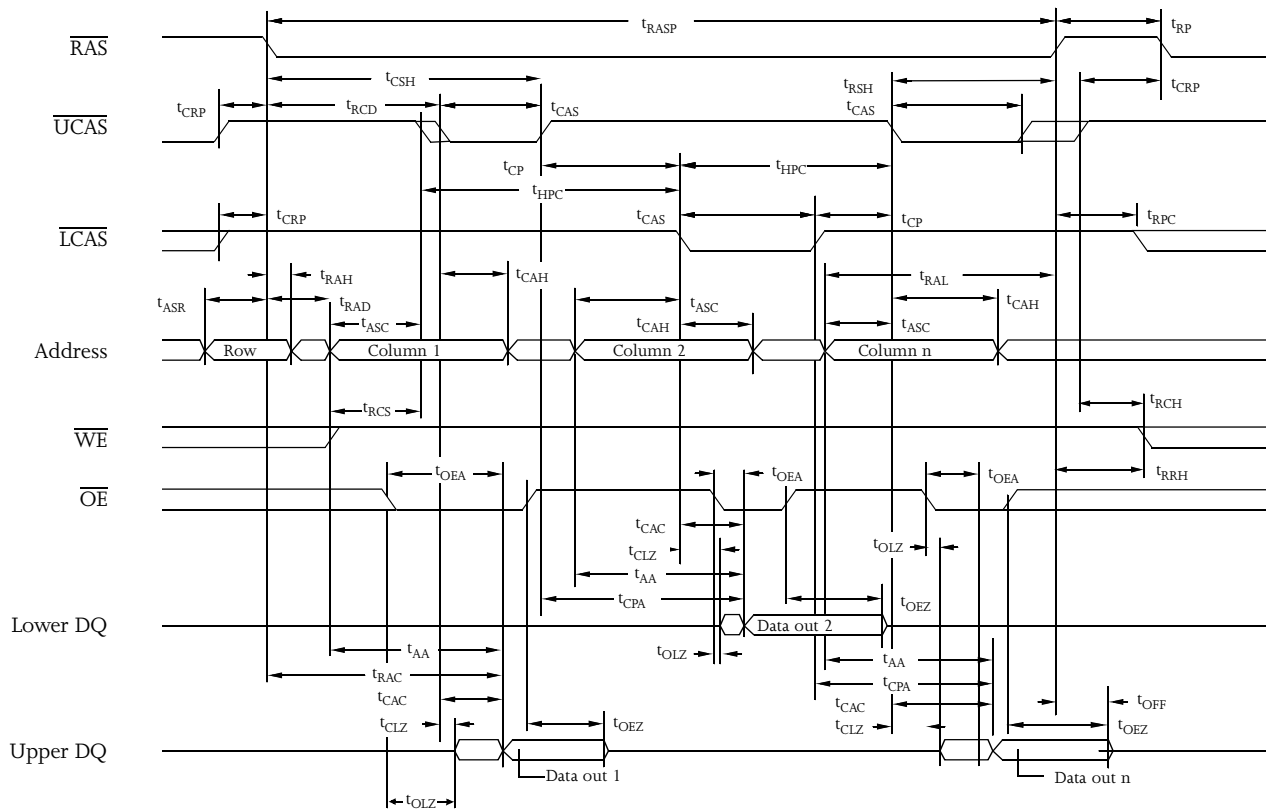 tRASP
tRP
RAS
tCSH
tRSH
tCRP
tRCD
tCAS
tCAS
tCRP
UCAS
tCP
tHPC
tHPC
tCRP
tCAS
tCP
tRPC
LCAS
tRAH
tCAH
tRAL
tASR
tRAD
tASC
tCAH
tASC
tCAH
tASC
Address
Row
Column 1
Column 2
Column n
tRCS
tRCH
WE
tOEA
tOEA
tOEA
tRRH
OE
tCAC
tCLZ
tOLZ
tAA
tCPA
tOEZ
Lower DQ
Data out 2
tAA
tOLZ
tAA
tRAC
tCPA
tCAC
tCAC
tOFF
tCLZ
tOEZ
tCLZ
tOEZ
Upper DQ
Data out 1
Data out n
tOLZ